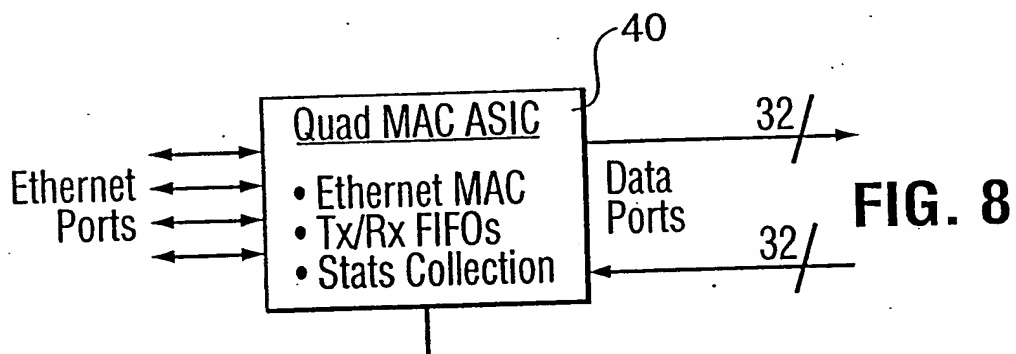 40
Quad MAC ASIC
• Ethernet MAC
• Tx/Rx FIFOs
• Stats Collection
Ethernet
Ports
Data
Ports
32
32
FIG. 8